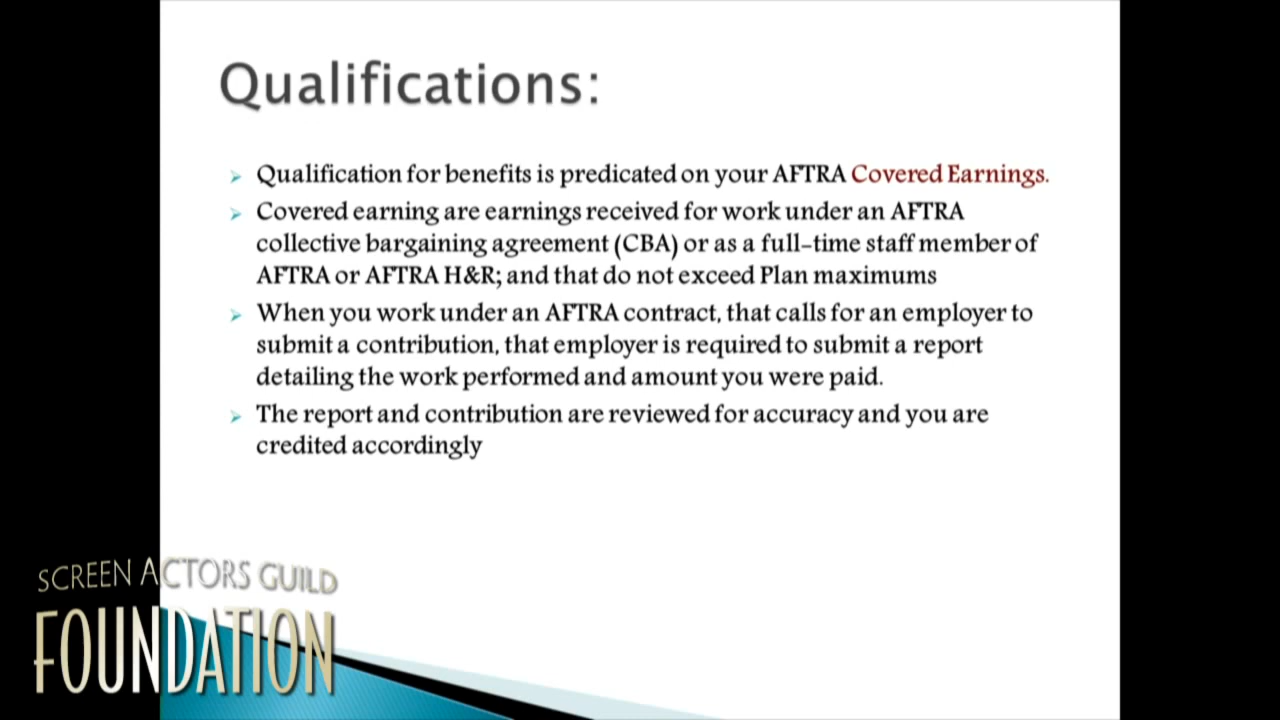 Qualifications:
Qualification for benefits is predicated on your AFTRA Covered Earnings.
Covered earning are earnings received for work under an AFTRA
collective bargaining agreement (CBA) or as a full-time staff member of
AFTRA or AFTRA H&R; and that do not exceed Plan maximums
When you work under an AFTRA contract, that calls for an employer to
submit a contribution, that employer is required to submit a report
detailing the work performed and amount you were paid.
The report and contribution are reviewed for accuracy and you are
credited accordingly
SCREEN ACTORS GUILD
FOUNDATION